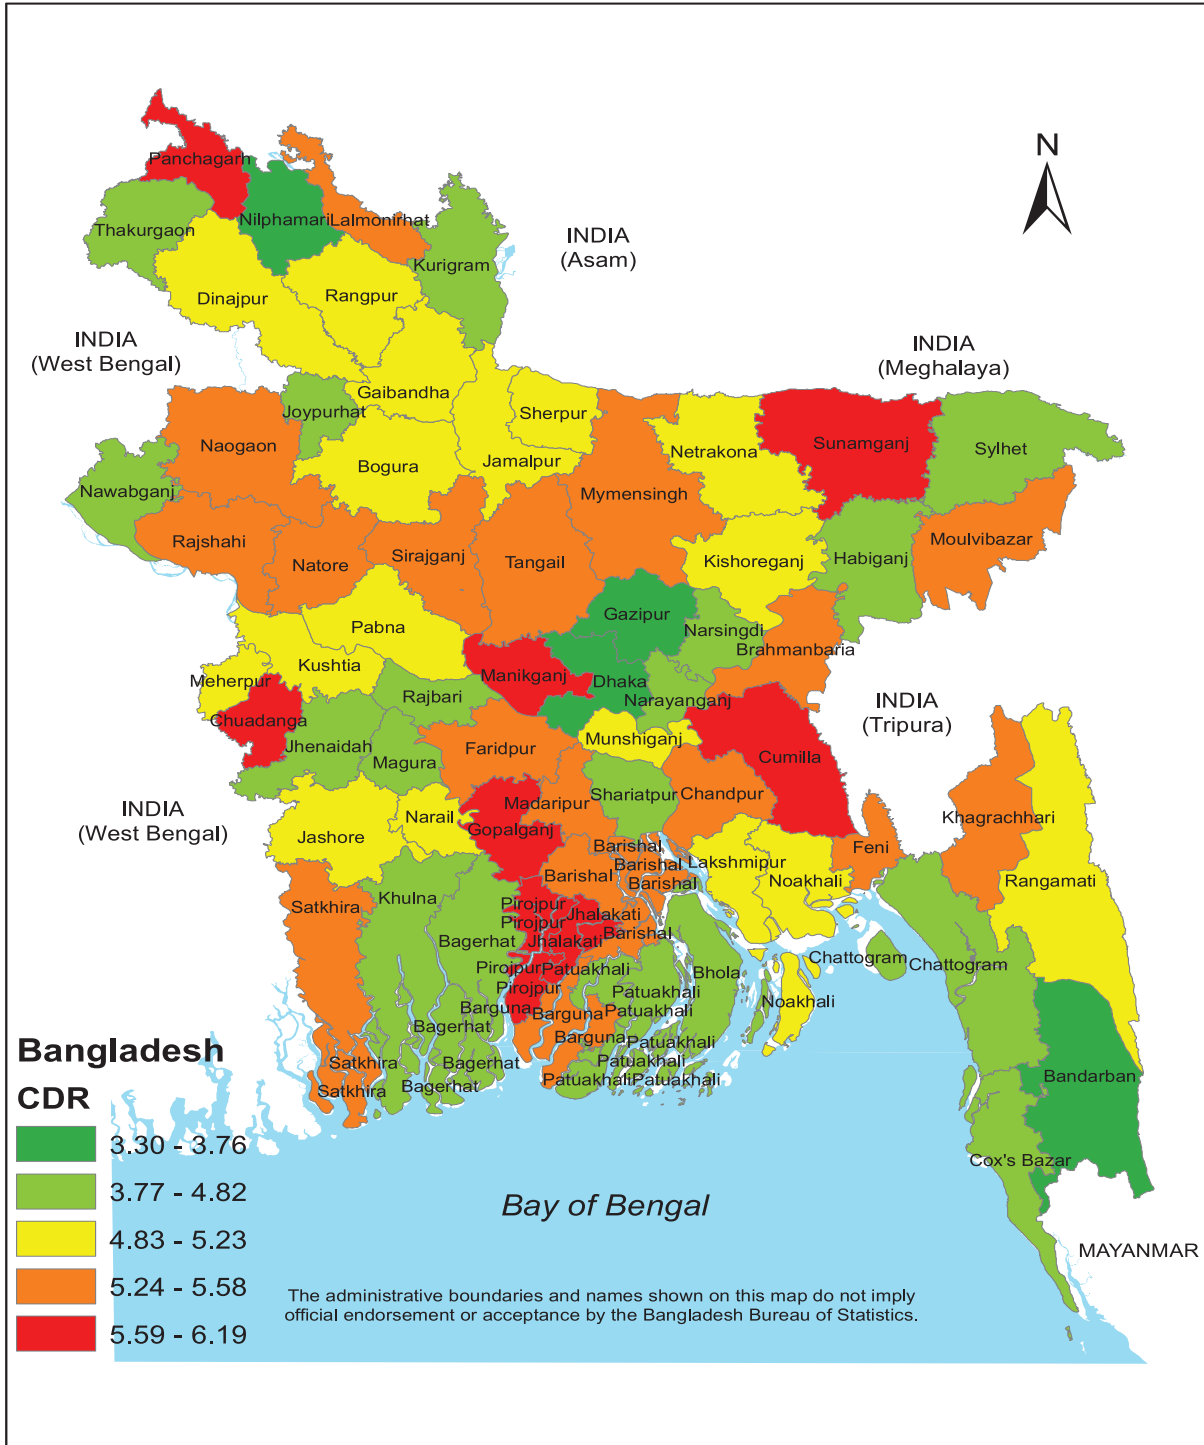 N
Panchagarh
Thakurgaon
Nilphamari
Lalmonirhat
Kurigram
INDIA
(Asam)
Dinajpur
Rangpur
INDIA
(West Bengal)
INDIA
(Meghalaya)
Gaibandha
Joypurhat
Sherpur
Naogaon
Bogura
Jamalpur
Netrakona
Sunamganj
Sylhet
Nawabganj
Mymensingh
Rajshahi
Natore
Sirajganj
Tangail
Kishoreganj
Habiganj
Moulvibazar
Gazipur
Pabna
Narsingdi
Brahmanbaria
Kushtia
Meherpur
Manikganj
Dhaka
Rajbari
Narayanganj
INDIA
(Tripura)
Chuadanga
Jhenaidah
Magura
Faridpur
Munshiganj
Cumilla
INDIA
(West Bengal)
Shariatpur
Chandpur
Madaripur
Narail
Jashore
Gopalganj
Khagrachhari
Barishal
Feni
Barishal
Lakshmipur
Barishal
Barishal
Noakhali
Rangamati
Satkhira
Khulna
Pirojpur
Jhalakati
Pirojpur
Barishal
Bagerhat
Jhalakati
Pirojpur
Patuakhali
Bhola
Chattogram
Chattogram
Pirojpur
Patuakhali
Barguna
Barguna
Patuakhali
Noakhali
Bagerhat
Barguna
Patuakhali
Satkhira
Bagerhat
Patuakhali
Patuakhali
Patuakhali
Satkhira
Bagerhat
Bandarban
Cox's Bazar
Bangladesh
CDR
3.30 - 3.76
3.77 - 4.82
4.83 - 5.23
5.24 - 5.58
5.59 - 6.19
Bay of Bengal
MAYANMAR
The administrative boundaries and names shown on this map do not imply
official endorsement or acceptance by the Bangladesh Bureau of Statistics.